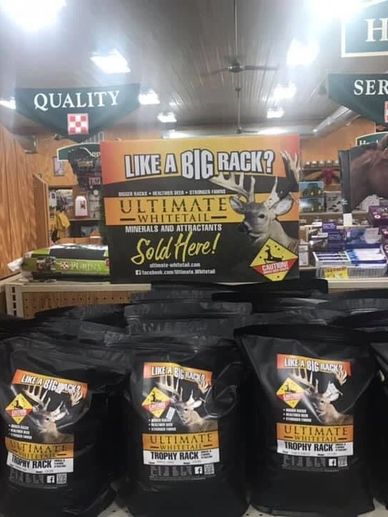 QUALITY
H
SER
LIKE A BIG RACK?
BIGGER RACKS • HEALTHIER DEER • STRONGER FAWNS
ULTIMATE
WHITETAIL
MINERALS AND ATTRACTANTS
Sold Here!
ultimate-whitetail.com
facebook.com/Ultimate.Whitetail
CAUTION
PURINA
LIKE A BIG RACK?
ULTIMATE
WHITETAIL
TROPHY RACK
LIKE A BIG RACK?
ULTIMATE
WHITETAIL
TROPHY RACK
LIKE A BIG RACK?
ULTIMATE
WHITETAIL
TROPHY RACK